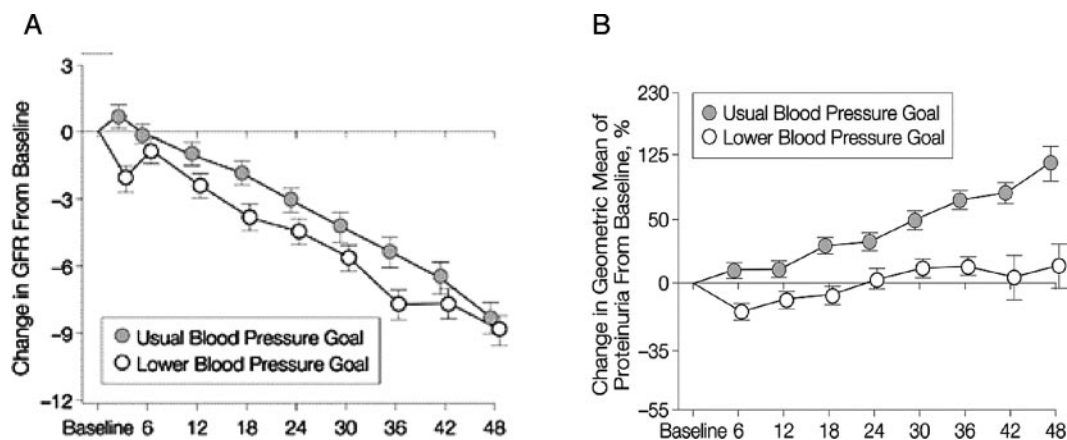 A
3
0
−3
−6
−9
−12
Change in GFR From Baseline
Usual Blood Pressure Goal
Lower Blood Pressure Goal
Baseline 6 12 18 24 30 36 42 48
B
230
125
50
0
−35
−55
Change in Geometric Mean of
Proteinuria From Baseline, %
Usual Blood Pressure Goal
Lower Blood Pressure Goal
Baseline 6 12 18 24 30 36 42 48